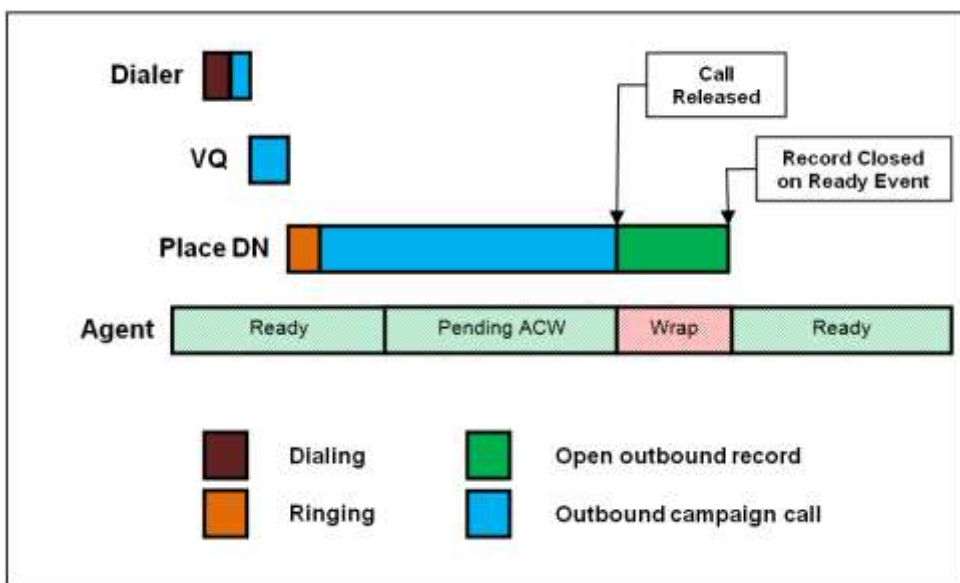 Dialer
Call
Released
VQ
Record Closed
on Ready Event
Place DN
Agent
Ready
Pending ACW
Wrap
Ready
Dialing
Open outbound record
Ringing
Outbound campaign call